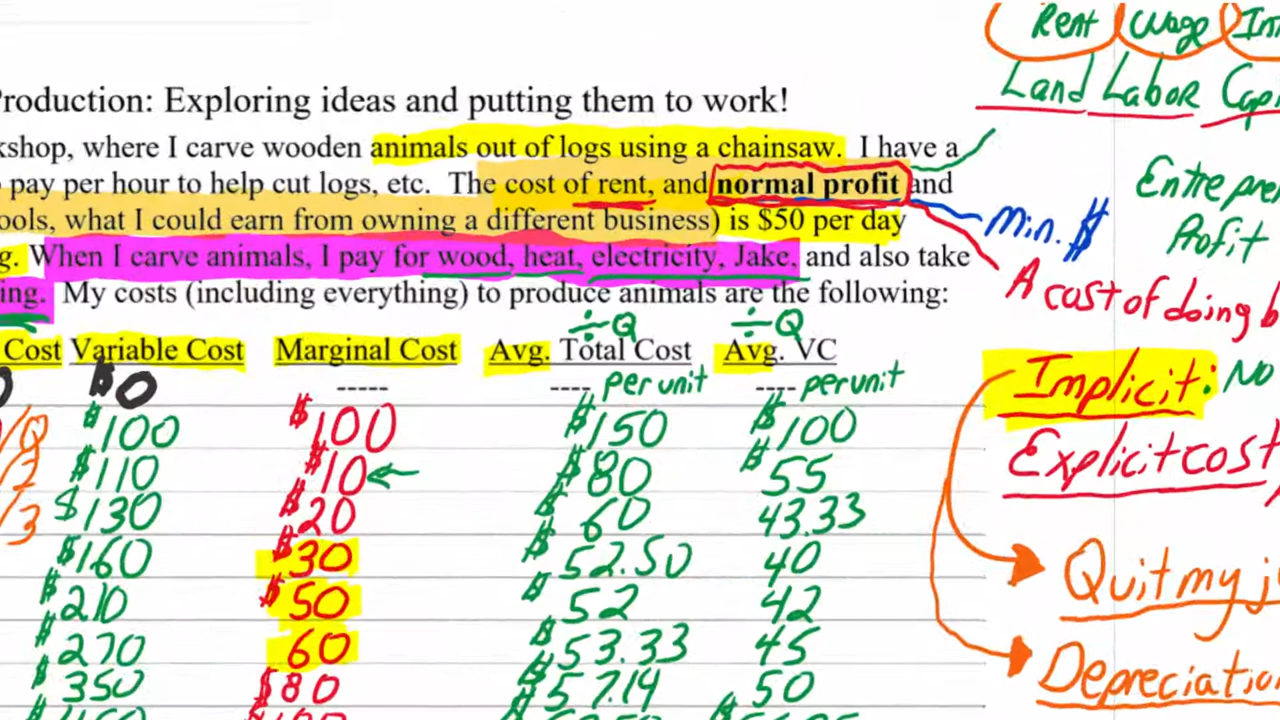 Rent Wage
Land Labor
Production: Exploring ideas and putting them to work!
kshop, where I carve wooden animals out of logs using a chainsaw. I have a
pay per hour to help cut logs, etc. The cost of rent, and normal profit and
ools, what I could earn from owning a different business) is $50 per day
g. When I carve animals, I pay for wood, heat, electricity, Jake, and also take
ing. My costs (including everything) to produce animals are the following:
Min. $
Profit
A cost of doing b
÷Q ÷Q
Cost Variable Cost Marginal Cost Avg. Total Cost Avg. VC
$0 ----- ---- per unit ---- per unit
/Q $100 $100 $150 $100
/2 $110 $10 $80 $55
/3 $130 $20 $60 43.33
$160 $30 $52.50 40
$210 $50 $52 42
$270 60 $53.33 45
$350 $80 $57.14 50
Implicit: No
Explicit cost
Quit my j
Depreciation